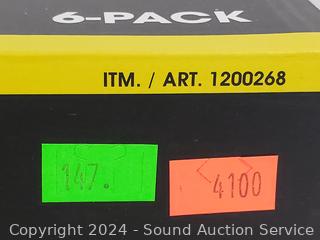 6-PACK
ITM. / ART. 1200268
147.
4100
Copyright 2024 - Sound Auction Service